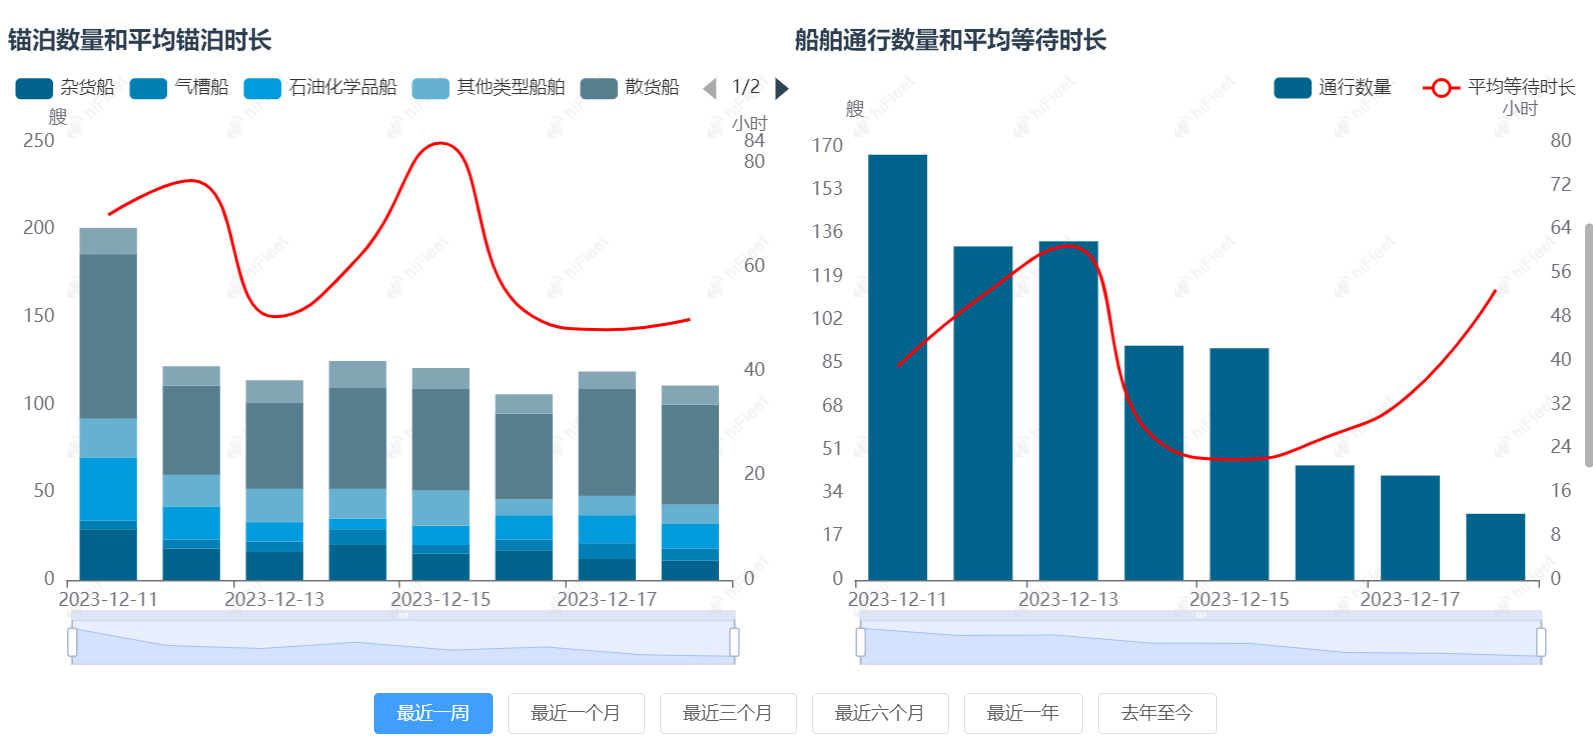 锚泊数量和平均锚泊时长
杂货船 气槽船 石油化学品船 其他类型船舶 散货船 1/2
艘
小时
250
200
150
100
50
0
84
80
60
40
20
0
2023-12-11 2023-12-13 2023-12-15 2023-12-17
船舶通行数量和平均等待时长
通行数量 平均等待时长
艘
小时
170
153
136
119
102
85
68
51
34
17
0
80
72
64
56
48
40
32
24
16
8
0
2023-12-11 2023-12-13 2023-12-15 2023-12-17
hiFleet
最近一周 最近一个月 最近三个月 最近六个月 最近一年 去年至今